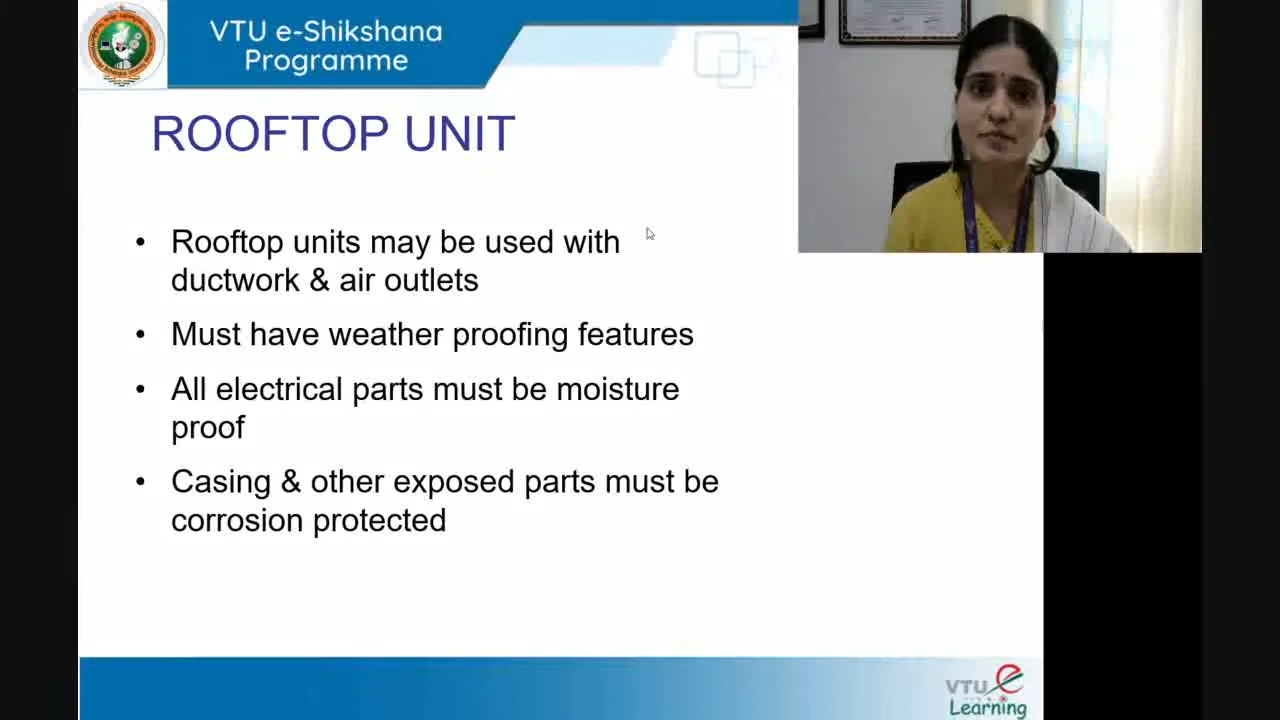 VTU e-Shikshana
Programme
ROOFTOP UNIT
• Rooftop units may be used with
ductwork & air outlets
• Must have weather proofing features
• All electrical parts must be moisture
proof
• Casing & other exposed parts must be
corrosion protected
VTU e
Learning